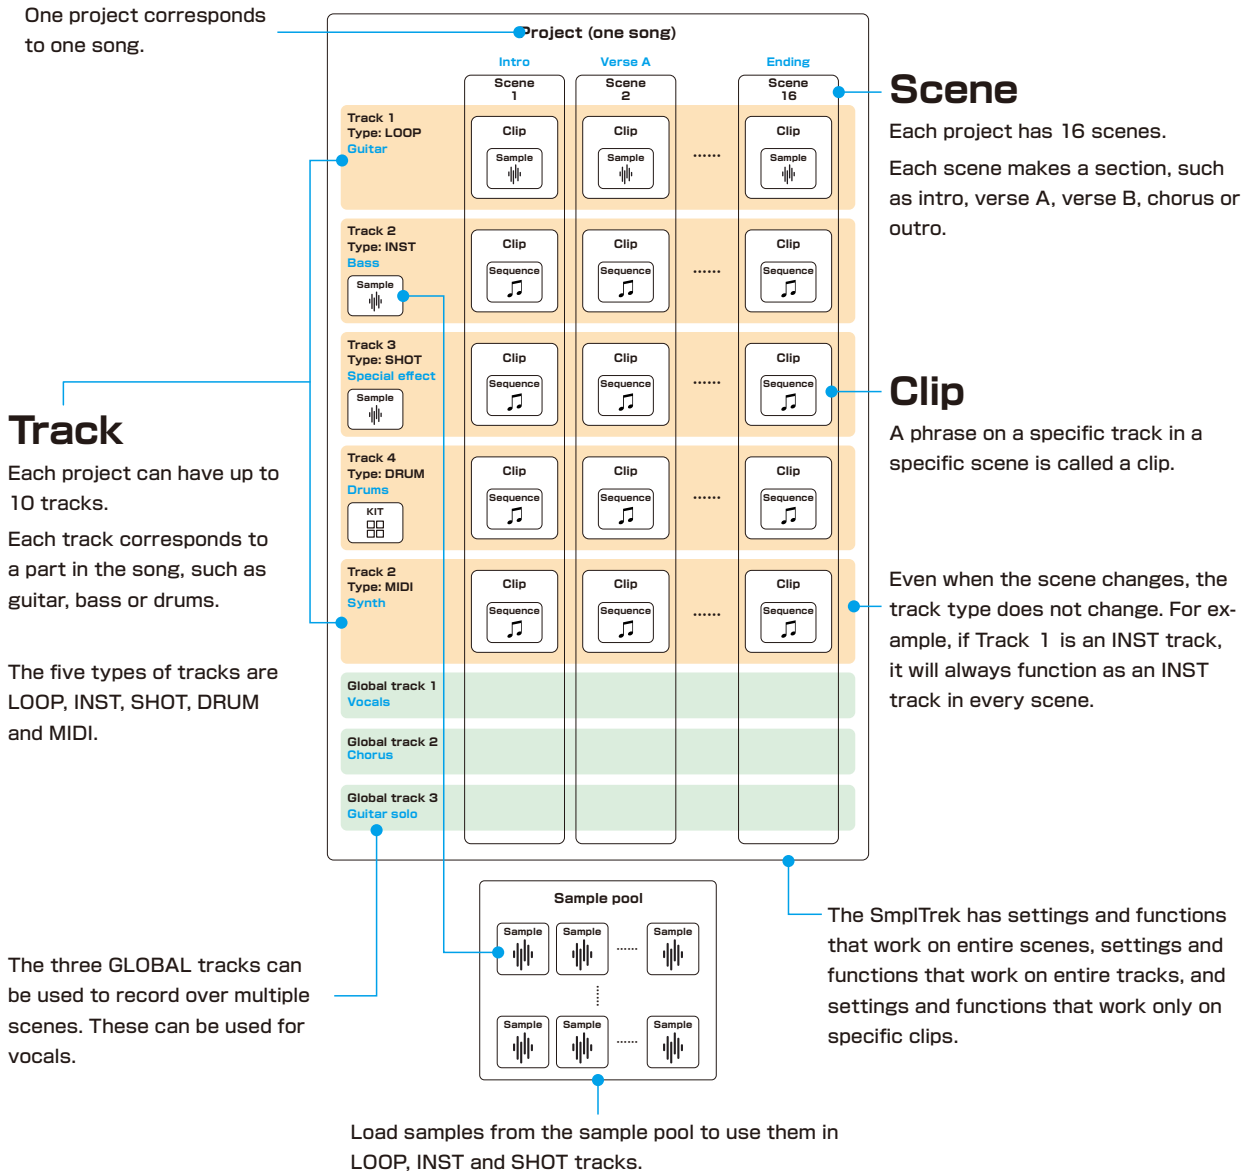 One project corresponds
to one song.
Project (one song)
Intro
Verse A
Ending
Scene
1
Scene
2
Scene
16
Scene
Each project has 16 scenes.
Each scene makes a section, such
as intro, verse A, verse B, chorus or
outro.
Track 1
Type: LOOP
Guitar
Clip
Sample
Clip
Sample
......
Clip
Sample
Track 2
Type: INST
Bass
Sample
Clip
Sequence
Clip
Sequence
......
Clip
Sequence
Track 3
Type: SHOT
Special effect
Sample
Clip
Sequence
Clip
Sequence
......
Clip
Sequence
Clip
A phrase on a specific track in a
specific scene is called a clip.
Track
Each project can have up to
10 tracks.
Each track corresponds to
a part in the song, such as
guitar, bass or drums.
The five types of tracks are
LOOP, INST, SHOT, DRUM
and MIDI.
Track 4
Type: DRUM
Drums
KIT
Clip
Sequence
Clip
Sequence
......
Clip
Sequence
Track 2
Type: MIDI
Synth
Clip
Sequence
Clip
Sequence
......
Clip
Sequence
Even when the scene changes, the
track type does not change. For ex-
ample, if Track 1 is an INST track,
it will always function as an INST
track in every scene.
Global track 1
Vocals
Global track 2
Chorus
Global track 3
Guitar solo
The three GLOBAL tracks can
be used to record over multiple
scenes. These can be used for
vocals.
Sample pool
Sample
Sample
......
Sample
......
Sample
Sample
......
Sample
The SmplTrek has settings and functions
that work on entire scenes, settings and
functions that work on entire tracks, and
settings and functions that work only on
specific clips.
Load samples from the sample pool to use them in
LOOP, INST and SHOT tracks.